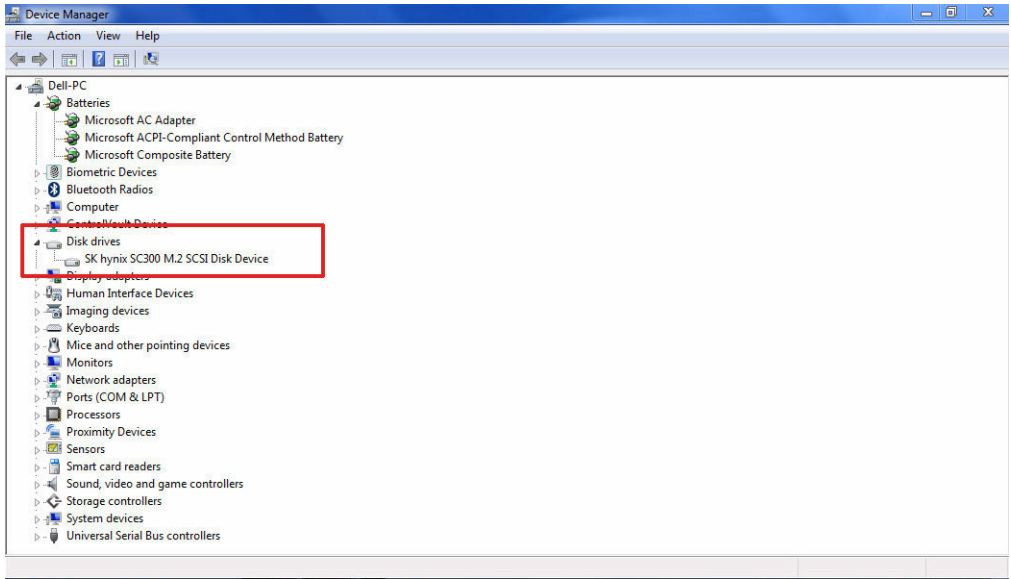 Device Manager
File Action View Help
Dell-PC
Batteries
Microsoft AC Adapter
Microsoft ACPI-Compliant Control Method Battery
Microsoft Composite Battery
Biometric Devices
Bluetooth Radios
Computer
ControlVault Device
Disk drives
SK hynix SC300 M.2 SCSI Disk Device
Display adapters
Human Interface Devices
Imaging devices
Keyboards
Mice and other pointing devices
Monitors
Network adapters
Ports (COM & LPT)
Processors
Proximity Devices
Sensors
Smart card readers
Sound, video and game controllers
Storage controllers
System devices
Universal Serial Bus controllers